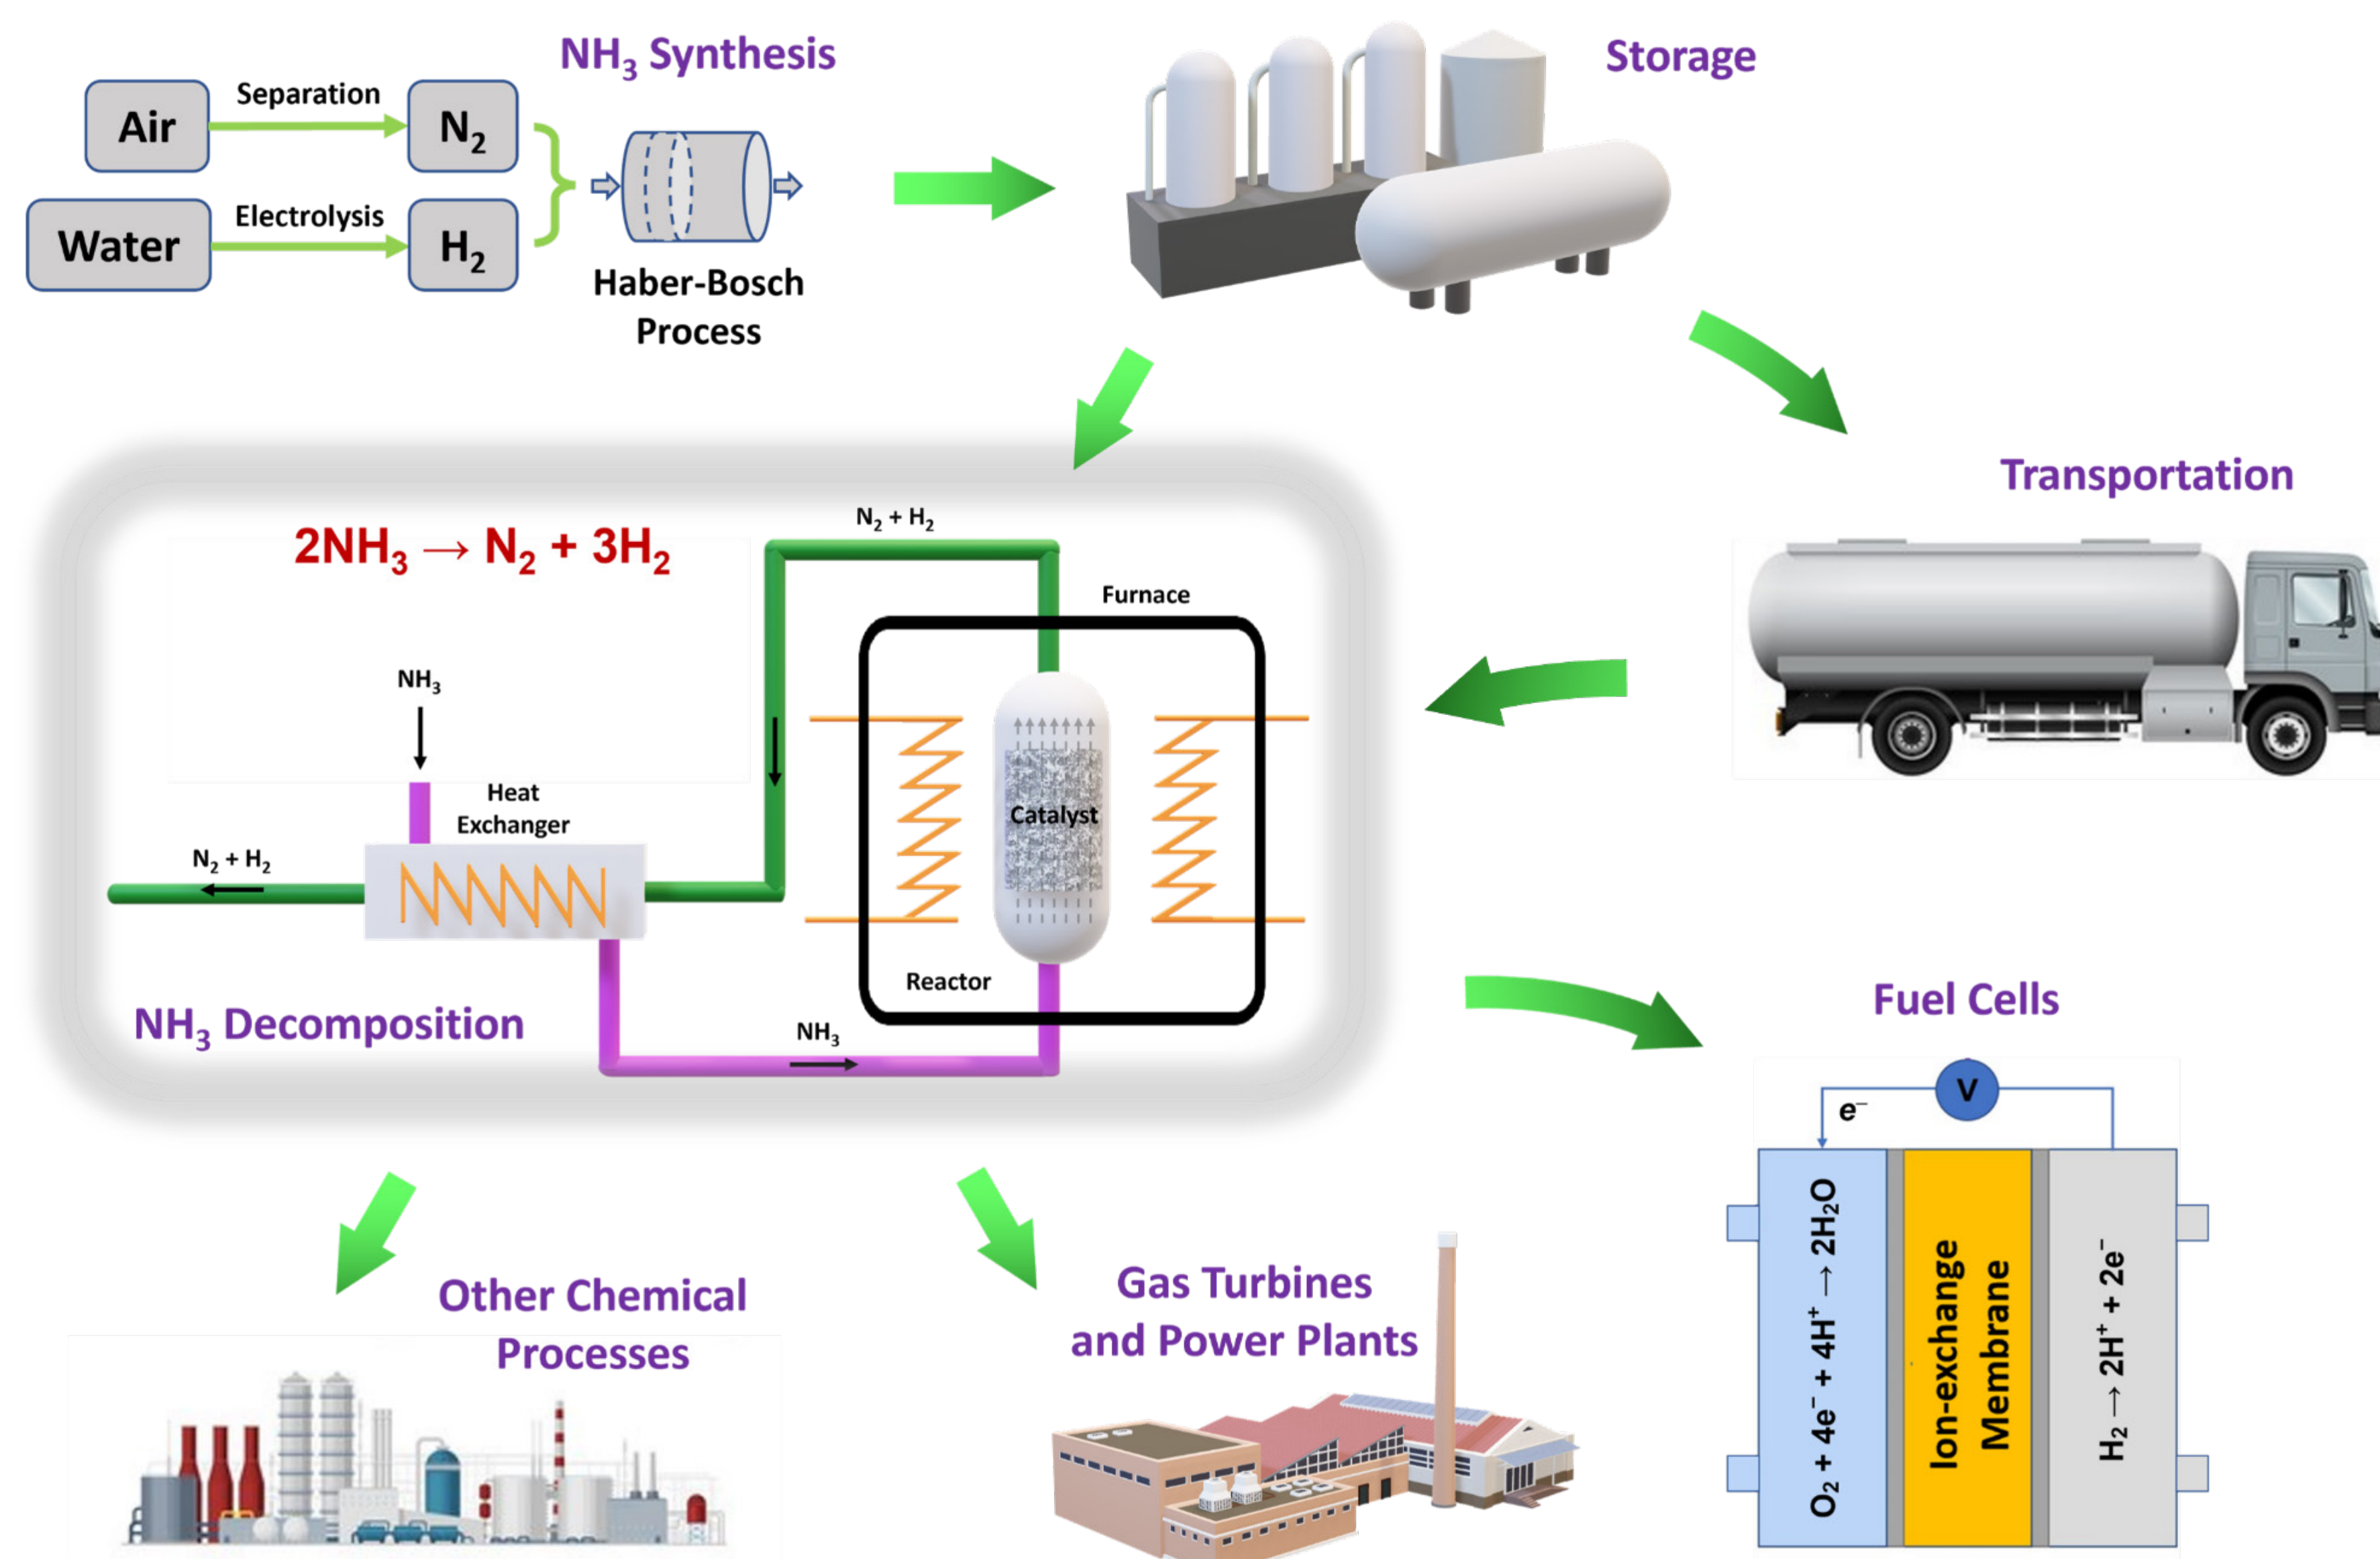 NH₃ Synthesis
Storage
Air
Separation
N₂
Water
Electrolysis
H₂
Haber-Bosch
Process
Transportation
2NH₃ → N₂ + 3H₂
N₂ + H₂
Furnace
NH₃
Heat
Exchanger
Catalyst
N₂ + H₂
Reactor
NH₃ Decomposition
NH₃
Fuel Cells
V
e⁻
O₂ + 4e⁻ + 4H⁺ → 2H₂O
Ion-exchange
Membrane
H₂ → 2H⁺ + 2e⁻
Other Chemical
Processes
Gas Turbines
and Power Plants